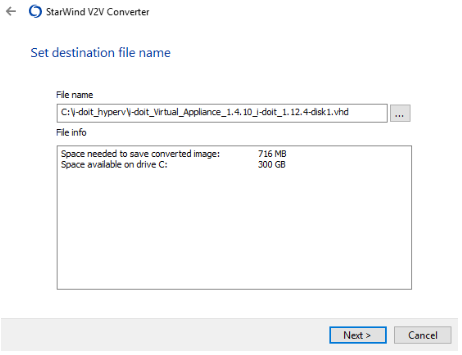 StarWind V2V Converter
Set destination file name
File name
C:\i-doit_hyperv\i-doit_Virtual_Appliance_1.4.10_i-doit_1.12.4-disk1.vhd
...
File info
Space needed to save converted image: 716 MB
Space available on drive C: 300 GB
Next > Cancel